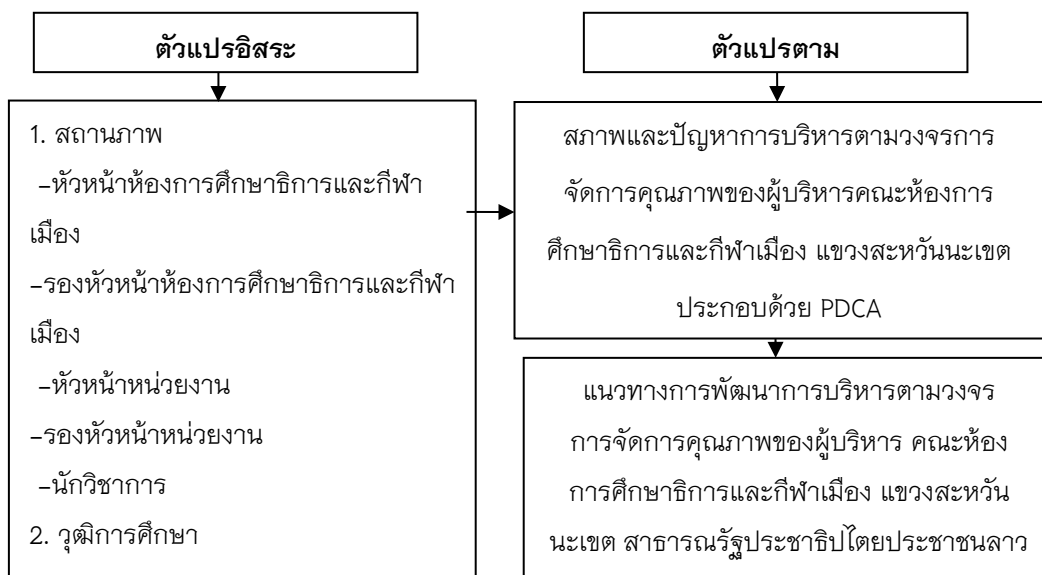 ตัวแปรอิสระ
1. สถานภาพ
-หัวหน้าห้องการศึกษาธิการและกีฬา
เมือง
-รองหัวหน้าห้องการศึกษาธิการและกีฬา
เมือง
-หัวหน้าหน่วยงาน
-รองหัวหน้าหน่วยงาน
-นักวิชาการ
2. วุฒิการศึกษา
ตัวแปรตาม
สภาพและปัญหาการบริหารตามวงจรการ
จัดการคุณภาพของผู้บริหารคณะห้องการ
ศึกษาธิการและกีฬาเมือง แขวงสะหวันนะเขต
ประกอบด้วย PDCA
แนวทางการพัฒนาการบริหารตามวงจร
การจัดการคุณภาพของผู้บริหาร คณะห้อง
การศึกษาธิการและกีฬาเมือง แขวงสะหวัน
นะเขต สาธารณรัฐประชาธิปไตยประชาชนลาว